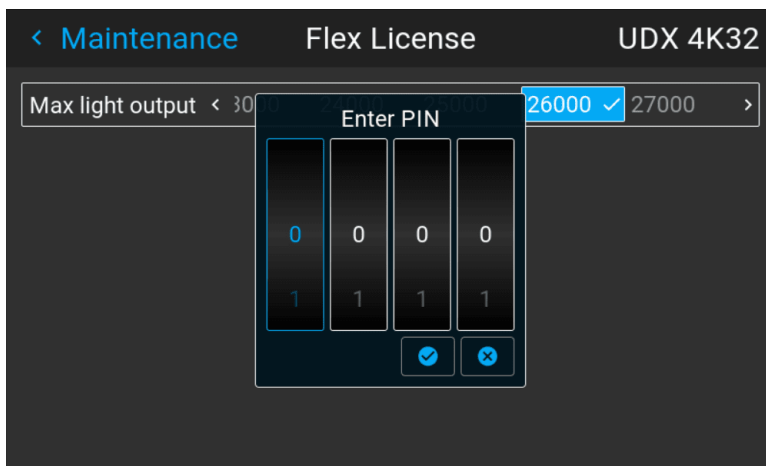 Maintenance Flex License UDX 4K32
Max light output 24000 26000 ✓ 27000
Enter PIN
0 0 0 0
1 1 1 1